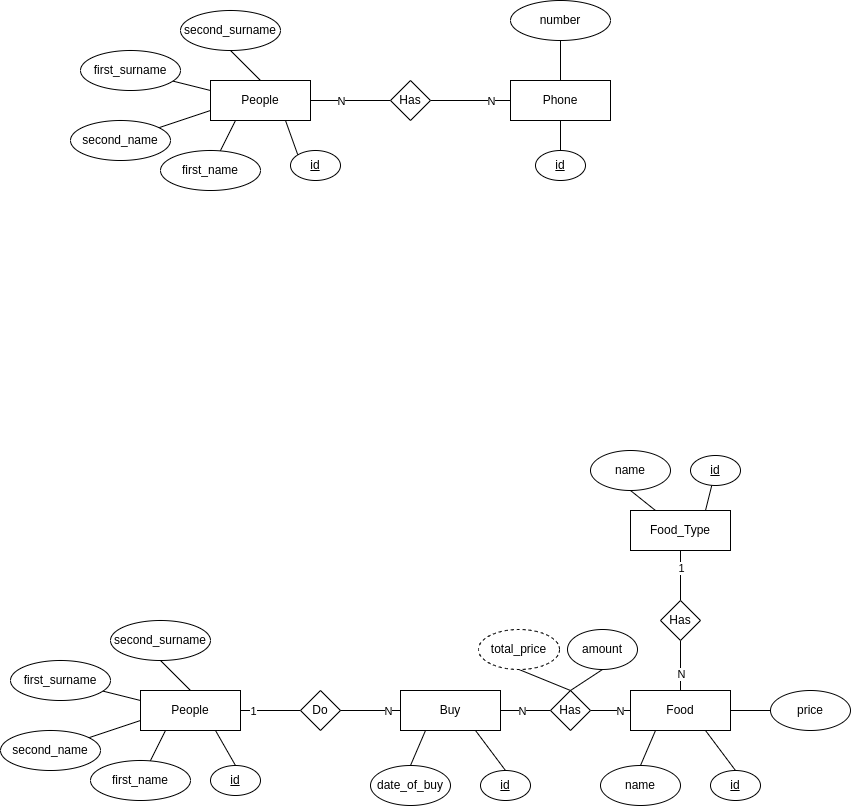 number
second_surname
first_surname
People
N
Has
N
Phone
second_name
first_name
id
id
name
id
Food_Type
1
Has
second_surname
total_price
amount
N
first_surname
People
1
Do
N
Buy
N
Has
N
Food
price
second_name
first_name
id
date_of_buy
id
name
id